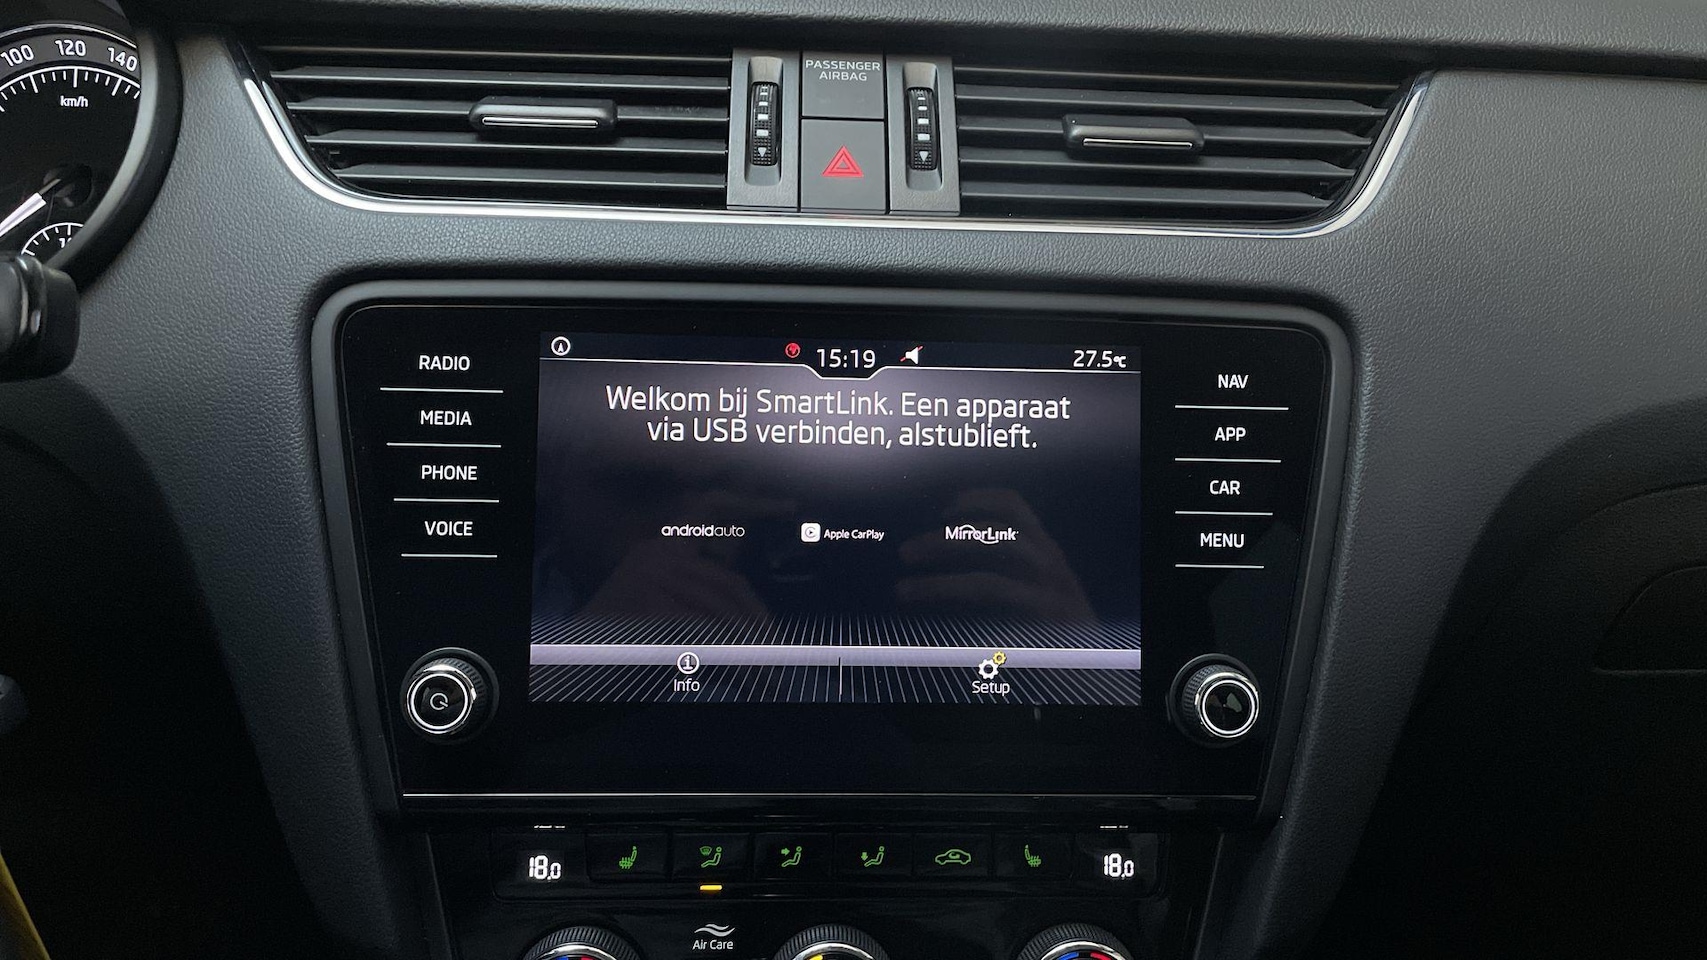 100 120 140
km/h
PASSENGER
AIRBAG
RADIO
MEDIA
PHONE
VOICE
15:19
27.5°C
Welkom bij SmartLink. Een apparaat
via USB verbinden, alstublieft.
androidauto
Apple CarPlay
MirrorLink
Info
Setup
NAV
APP
CAR
MENU
18,0
18,0
Air Care